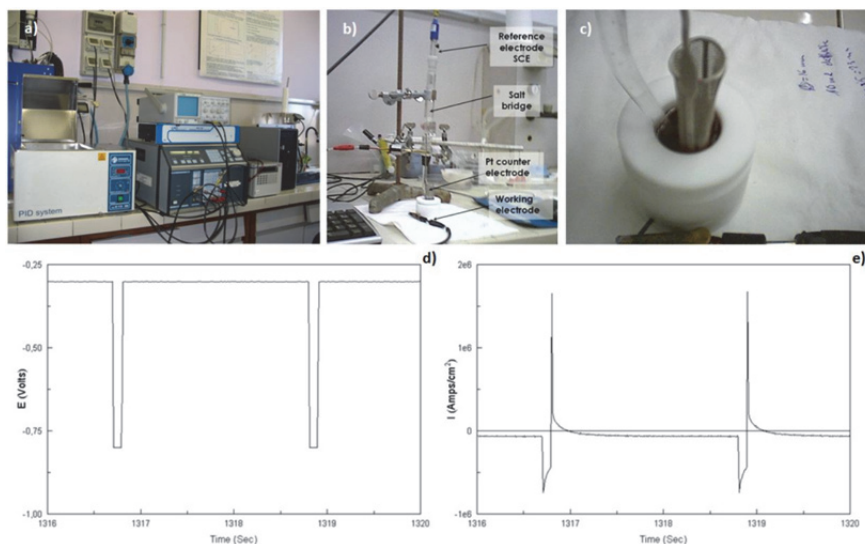 a)
PID system
b)
Reference
electrode
SCE
Salt
bridge
Pt counter
electrode
Working
electrode
c)
d)
-0,25
-0,50
-0,75
-1,00
E (Volts)
1316
1317
1318
1319
1320
Time (Sec)
e)
2e6
1e6
0
-1e6
I (Amps/cm²)
1316
1317
1318
1319
1320
Time (Sec)